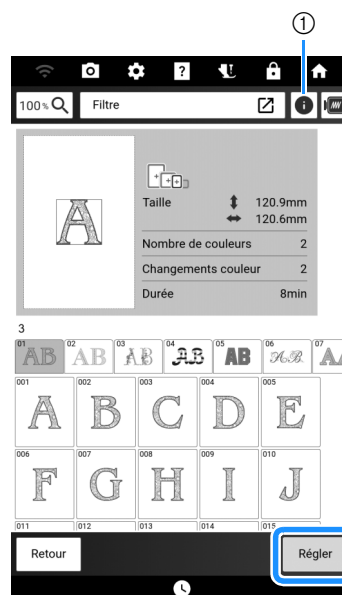 ①
?
100% Filtre
A
Taille 120.9mm
120.6mm
Nombre de couleurs 2
Changements couleur 2
Durée 8min
3
01 02 03 04 05 06 07
AB AB AB AB AB AB A
001 002 003 004 005
A B C D E
006 007 008 009 010
F G H I J
011 012 013 014 015
Retour Régler